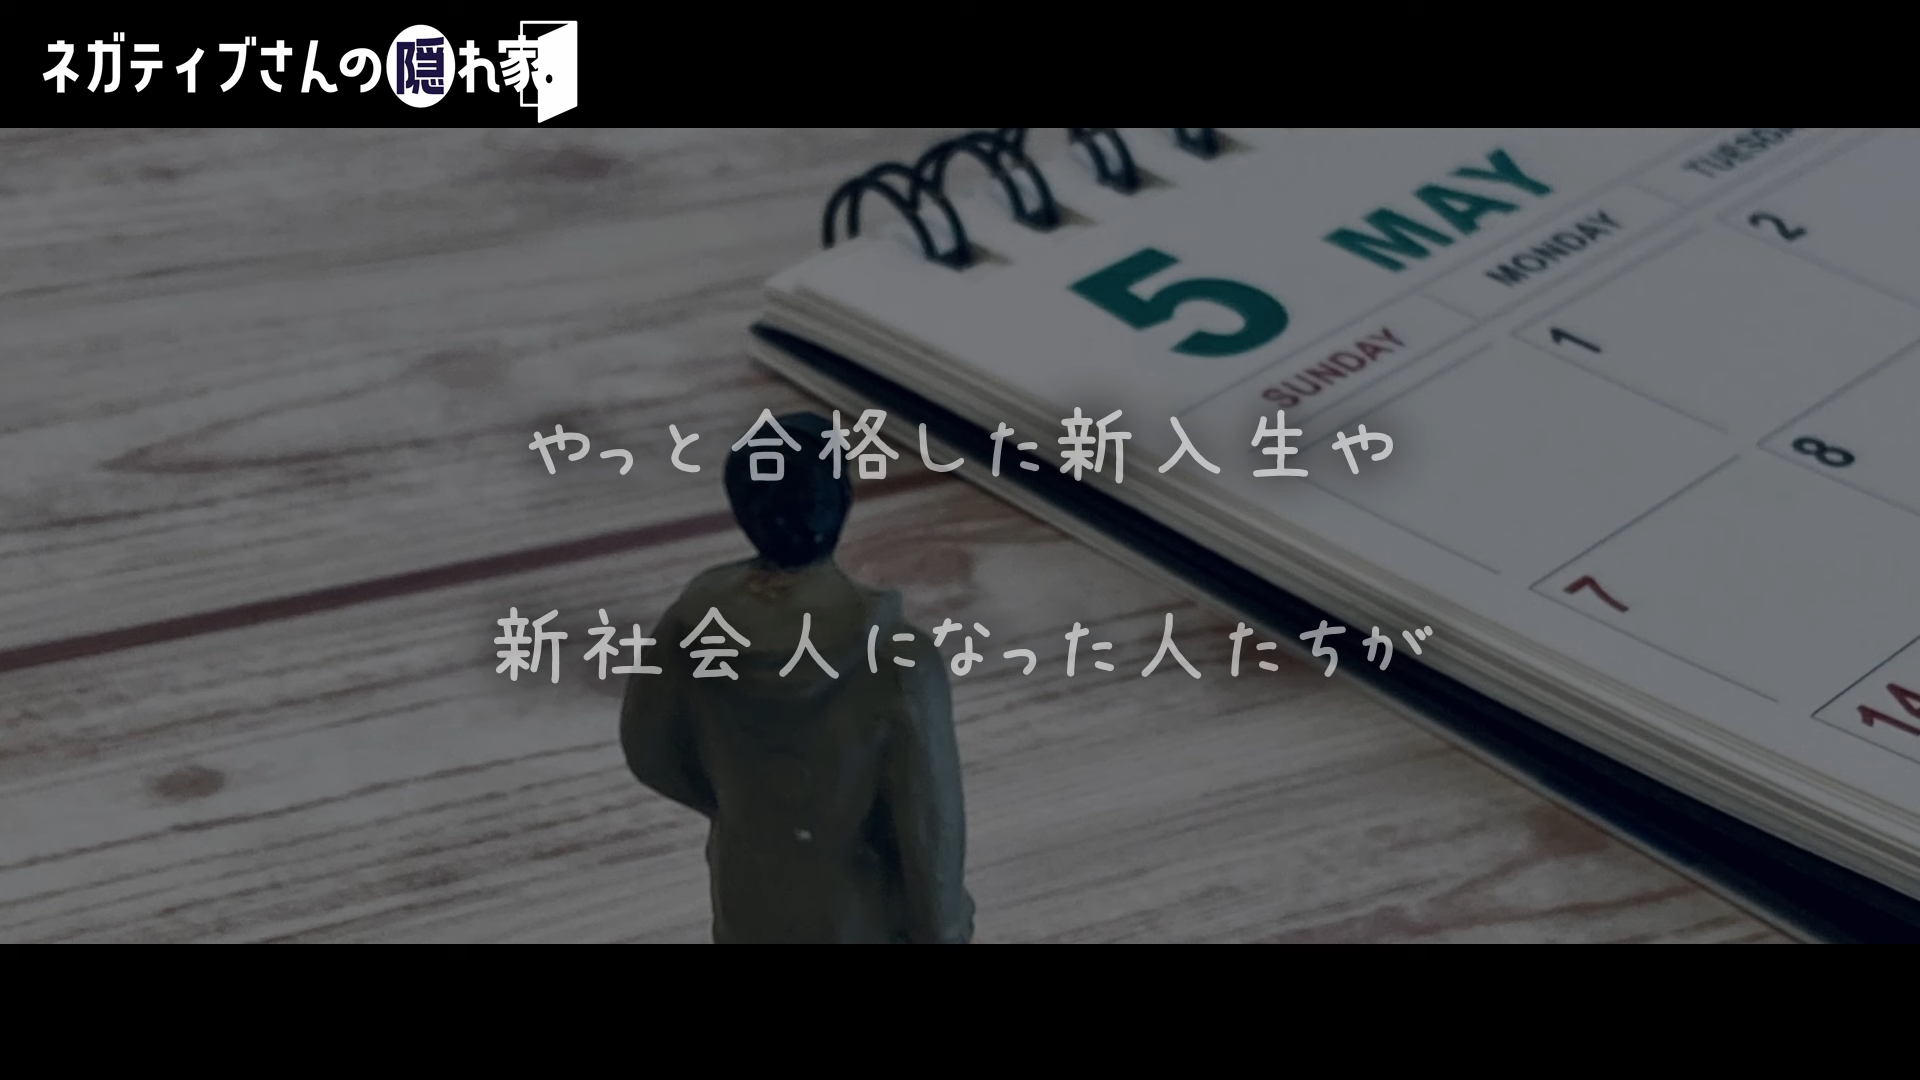 ネガティブさんの隠れ家
5 MAY
SUNDAY MONDAY TUESDAY
1 2
7 8
14
やっと合格した新入生や
新社会人になった人たちが